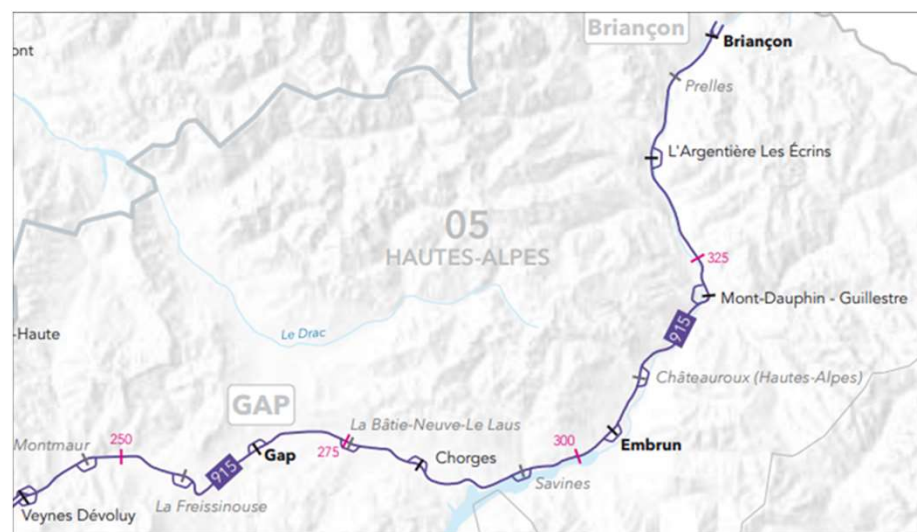 Briançon
Briançon
ont
Prelles
L'Argentière Les Écrins
05
HAUTES-ALPES
325
Mont-Dauphin - Guillestre
Le Drac
915
-Haute
Châteauroux (Hautes-Alpes)
GAP
La Bâtie-Neuve-Le Laus
Montmaur
250
275
300
Embrun
Gap
Chorges
915
Savines
La Freissinouse
Veynes Dévoluy